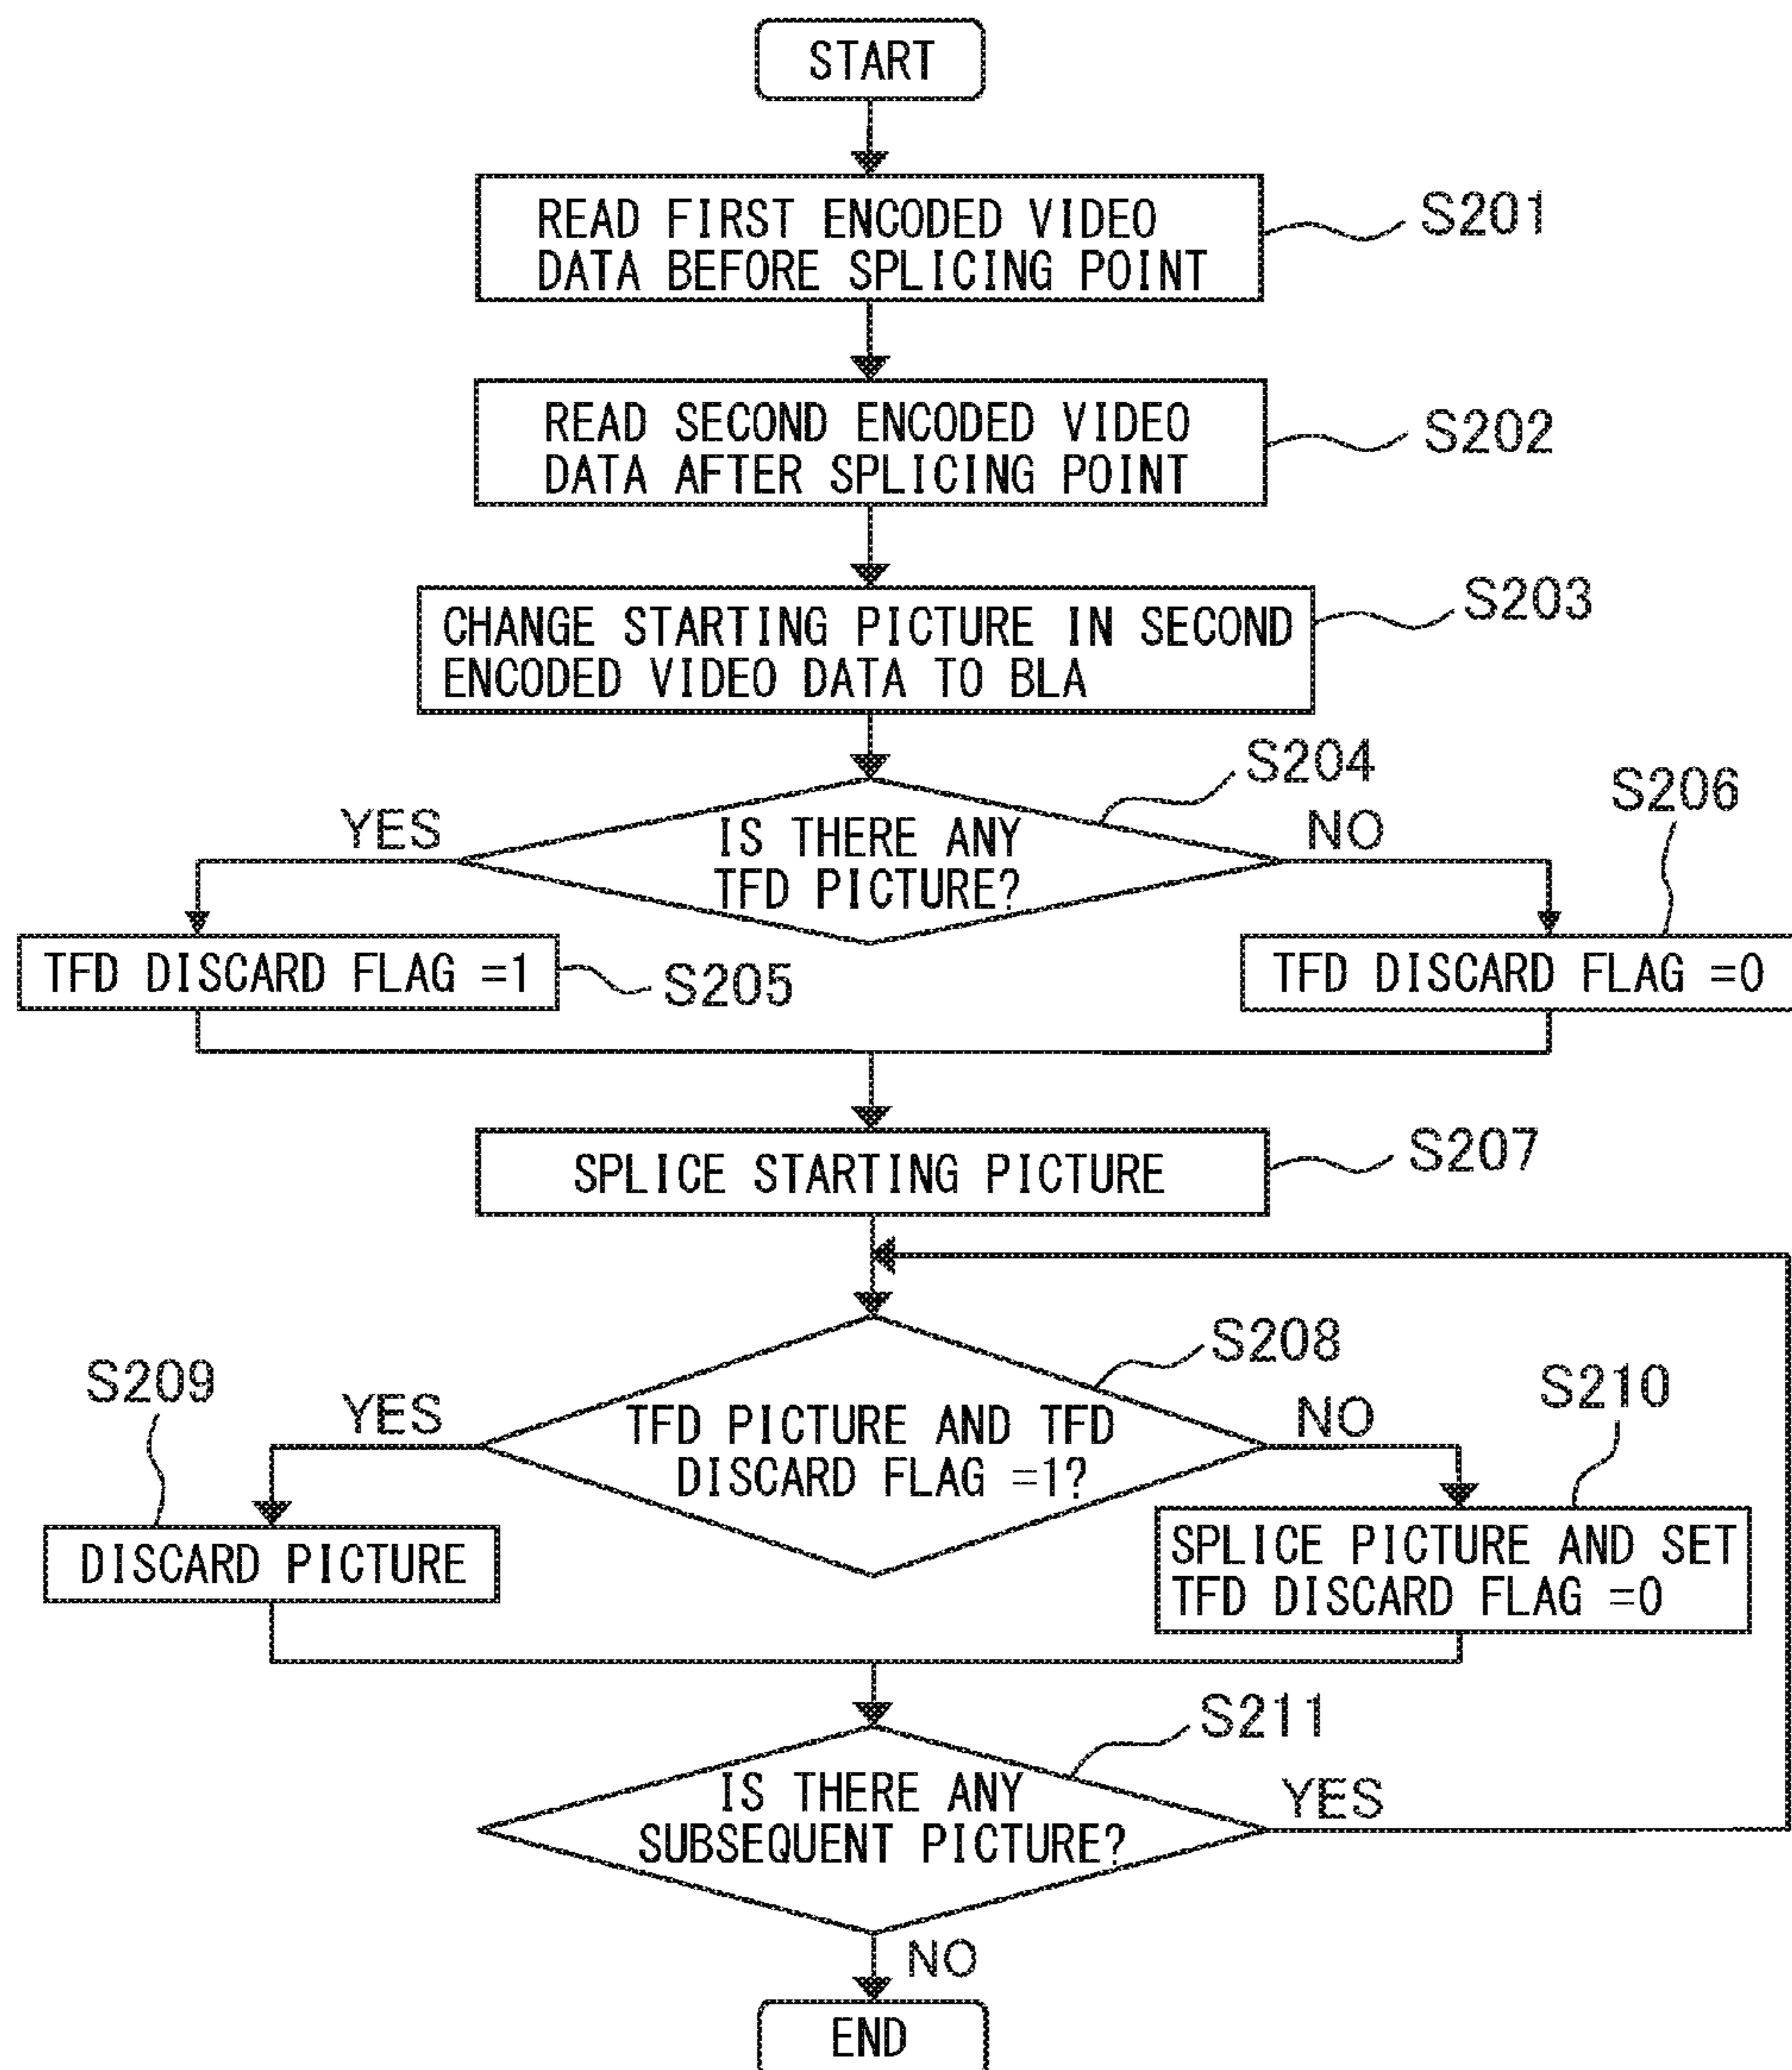 START
READ FIRST ENCODED VIDEO
DATA BEFORE SPLICING POINT
S201
READ SECOND ENCODED VIDEO
DATA AFTER SPLICING POINT
S202
CHANGE STARTING PICTURE IN SECOND
ENCODED VIDEO DATA TO BLA
S203
S204
YES
IS THERE ANY
TFD PICTURE?
NO
S206
TFD DISCARD FLAG =1
S205
TFD DISCARD FLAG =0
SPLICE STARTING PICTURE
S207
S208
S209
YES
TFD PICTURE AND TFD
DISCARD FLAG =1?
NO
S210
DISCARD PICTURE
SPLICE PICTURE AND SET
TFD DISCARD FLAG =0
S211
IS THERE ANY
SUBSEQUENT PICTURE?
YES
NO
END